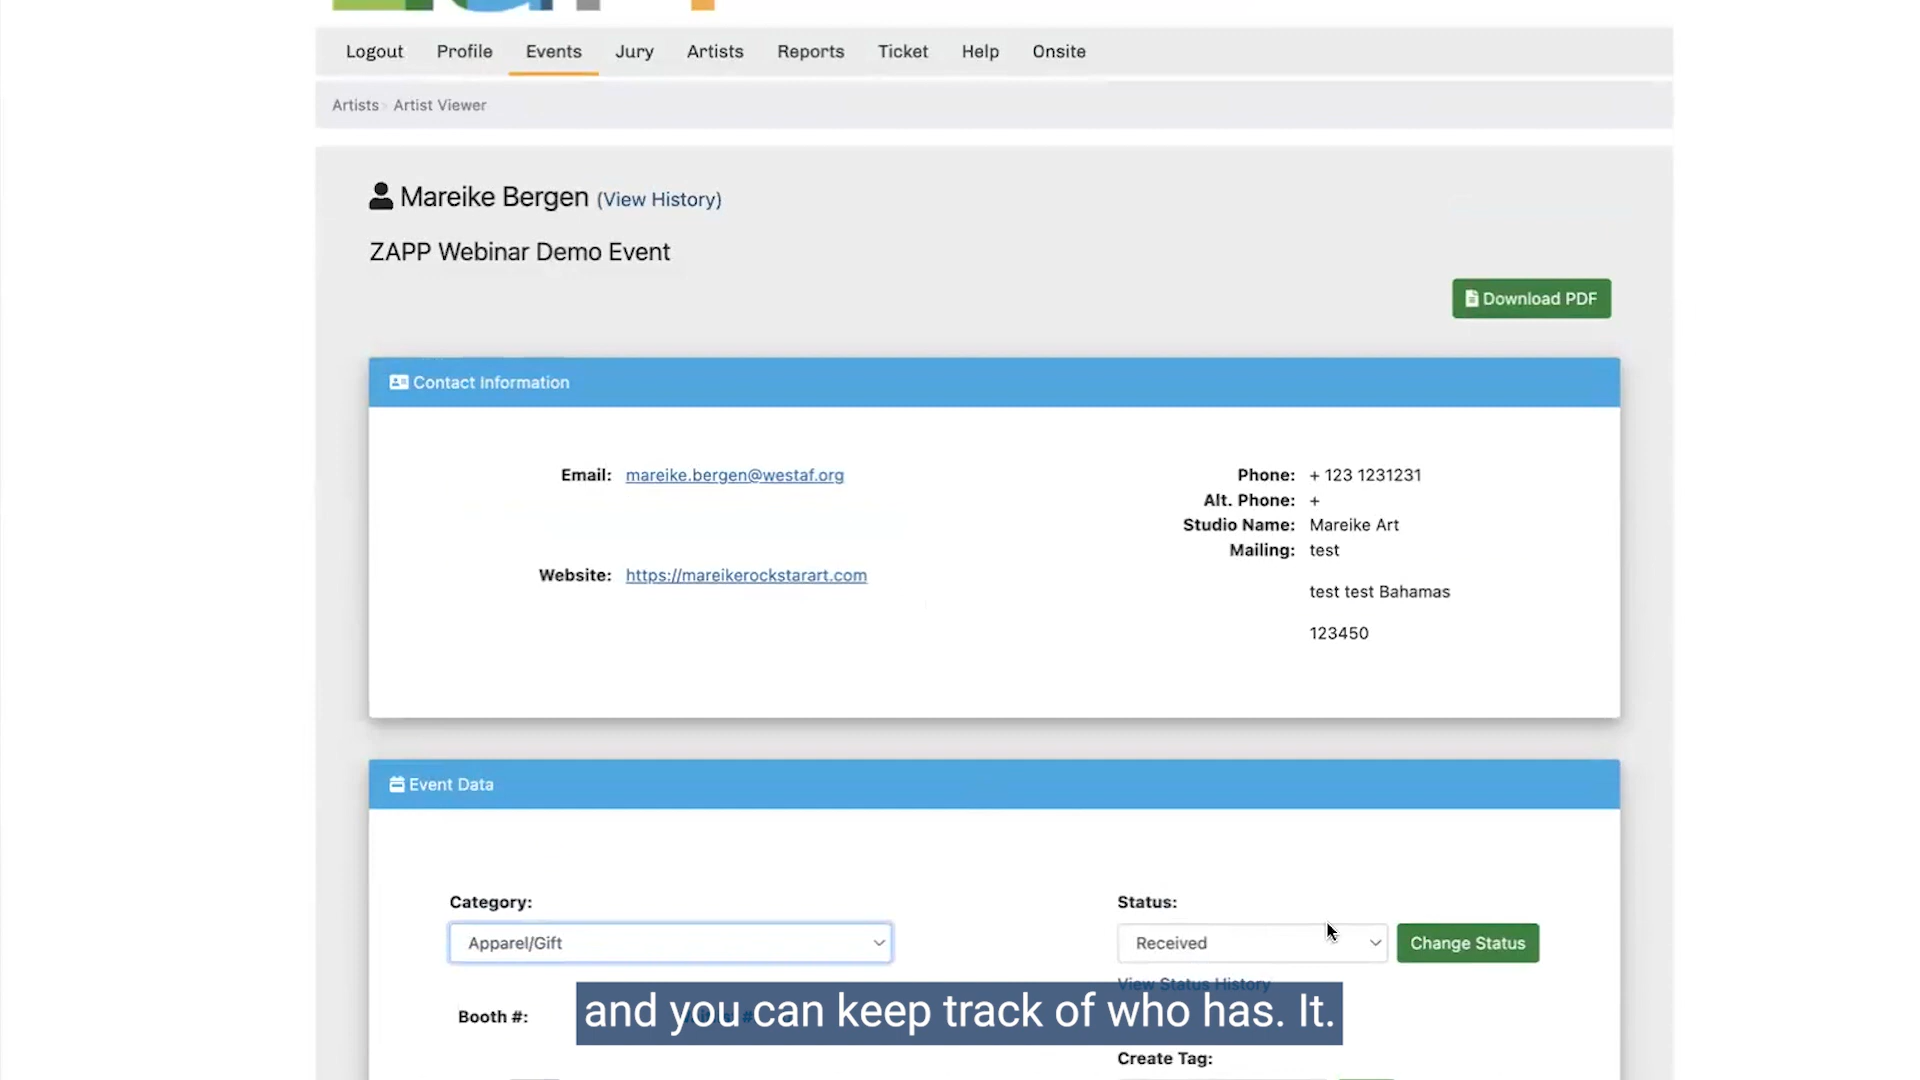 Logout Profile Events Jury Artists Reports Ticket Help Onsite
Artists Artist Viewer
Mareike Bergen (View History)
ZAPP Webinar Demo Event
Download PDF
Contact Information
Email: mareike.bergen@westaf.org
Phone: + 123 1231231
Alt. Phone: +
Studio Name: Mareike Art
Mailing: test
Website: https://mareikerockstarart.com
test test Bahamas
123450
Event Data
Category:
Status:
Apparel/Gift
Received
Change Status
View Status History
Booth #:
and you can keep track of who has. It.
Create Tag: